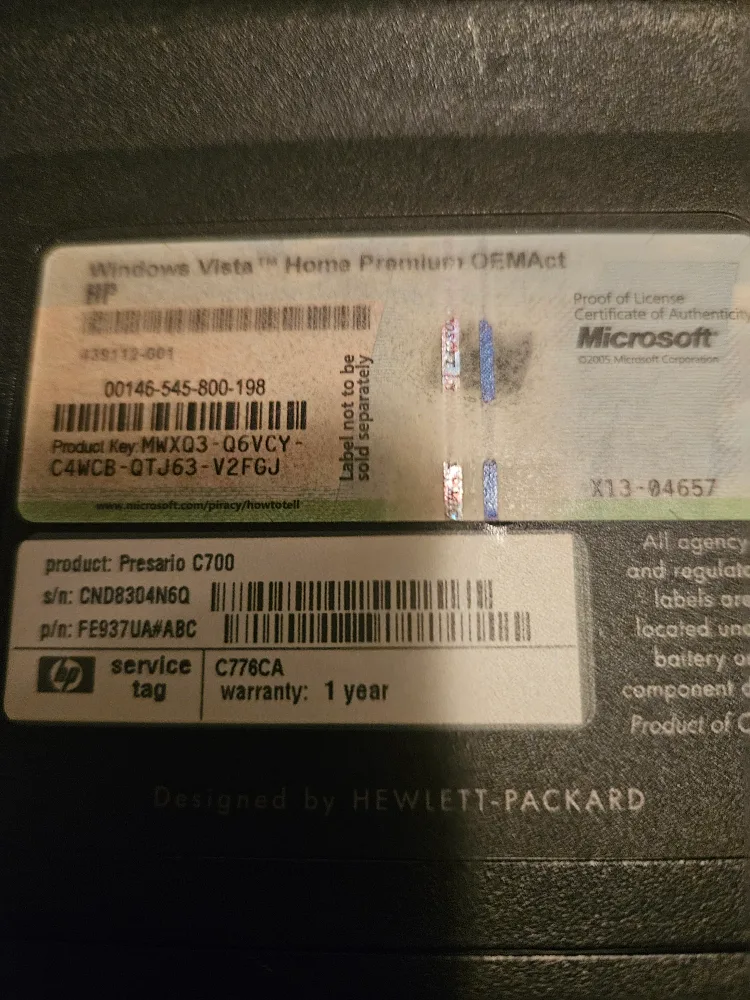 Windows Vista™ Home Premium OEMAct
HP
Proof of License
Certificate of Authenticity
Microsoft®
©2005 Microsoft Corporation
438112-001
00146-545-800-198
Label not to be
sold separately
Product Key: MWXQ3-Q6VCY-
C4WCB-QTJ63-V2FGJ
X13-04657
www.microsoft.com/piracy/howtotell
product: Presario C700
s/n: CND8304N6Q
p/n: FE937UA#ABC
hp service tag
C776CA
warranty: 1 year
All agency
and regulato
labels are
located und
battery o
component d
Product of C
Designed by HEWLETT-PACKARD